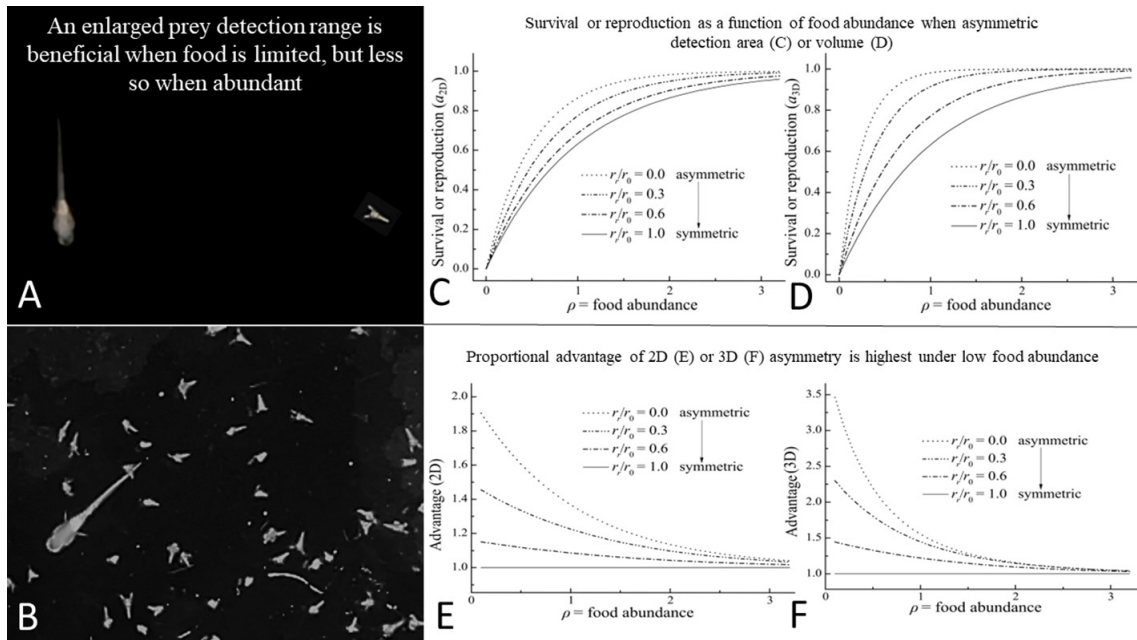 An enlarged prey detection range is
beneficial when food is limited, but less
so when abundant
A
B
Survival or reproduction as a function of food abundance when asymmetric
detection area (C) or volume (D)
Survival or reproduction (a2D)
1.0
0.8
0.6
0.4
0.2
0.0
rr/r0 = 0.0 asymmetric
rr/r0 = 0.3
rr/r0 = 0.6
rr/r0 = 1.0 symmetric
0 1 2 3
ρ = food abundance
C
Survival or reproduction (a3D)
1.0
0.8
0.6
0.4
0.2
0.0
rr/r0 = 0.0 asymmetric
rr/r0 = 0.3
rr/r0 = 0.6
rr/r0 = 1.0 symmetric
0 1 2 3
ρ = food abundance
D
Proportional advantage of 2D (E) or 3D (F) asymmetry is highest under low food abundance
Advantage (2D)
2.0
1.8
1.6
1.4
1.2
1.0
rr/r0 = 0.0 asymmetric
rr/r0 = 0.3
rr/r0 = 0.6
rr/r0 = 1.0 symmetric
0 1 2 3
ρ = food abundance
E
Advantage (3D)
3.5
3.0
2.5
2.0
1.5
1.0
rr/r0 = 0.0 asymmetric
rr/r0 = 0.3
rr/r0 = 0.6
rr/r0 = 1.0 symmetric
0 1 2 3
ρ = food abundance
F